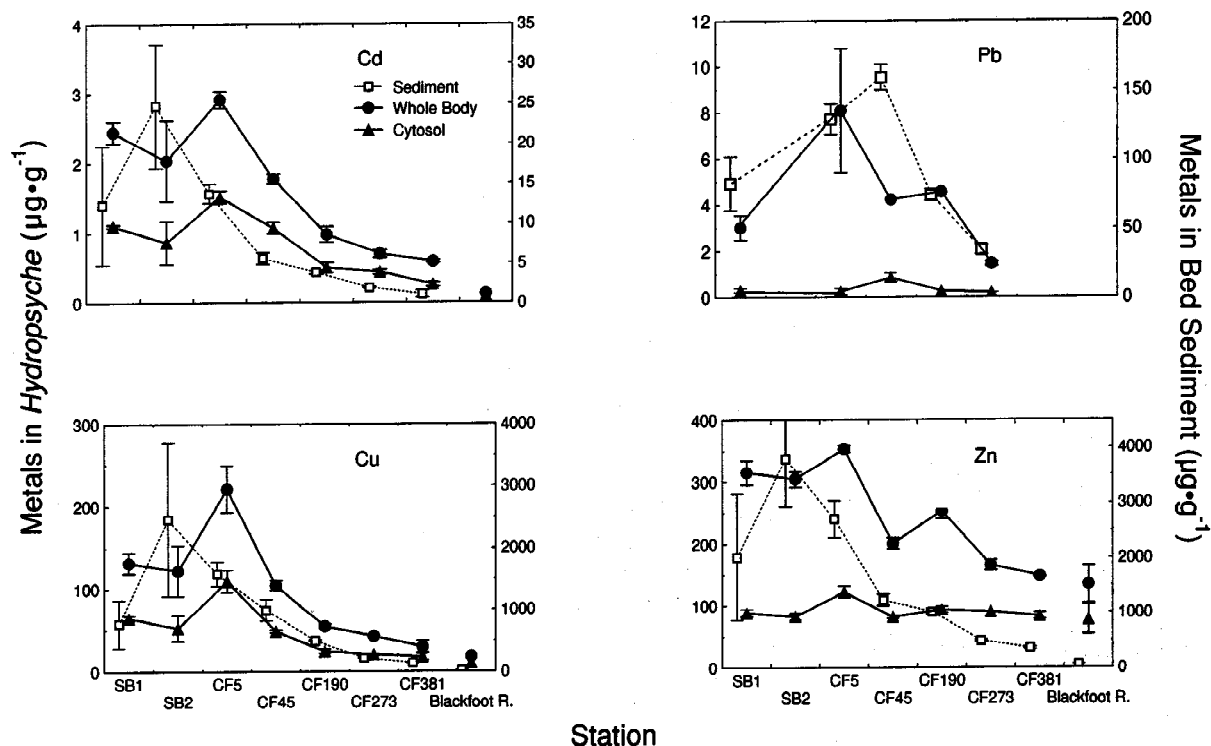 Metals in Hydropsyche (µg•g-1)
Metals in Bed Sediment (µg•g-1)
Cd
Sediment
Whole Body
Cytosol
4
3
2
1
0
35
30
25
20
15
10
5
0
Pb
12
10
8
6
4
2
0
200
150
100
50
0
Cu
300
200
100
0
4000
3000
2000
1000
0
SB1
SB2
CF5
CF45
CF190
CF273
CF381
Blackfoot R.
Zn
400
300
200
100
0
4000
3000
2000
1000
0
SB1
SB2
CF5
CF45
CF190
CF273
CF381
Blackfoot R.
Station